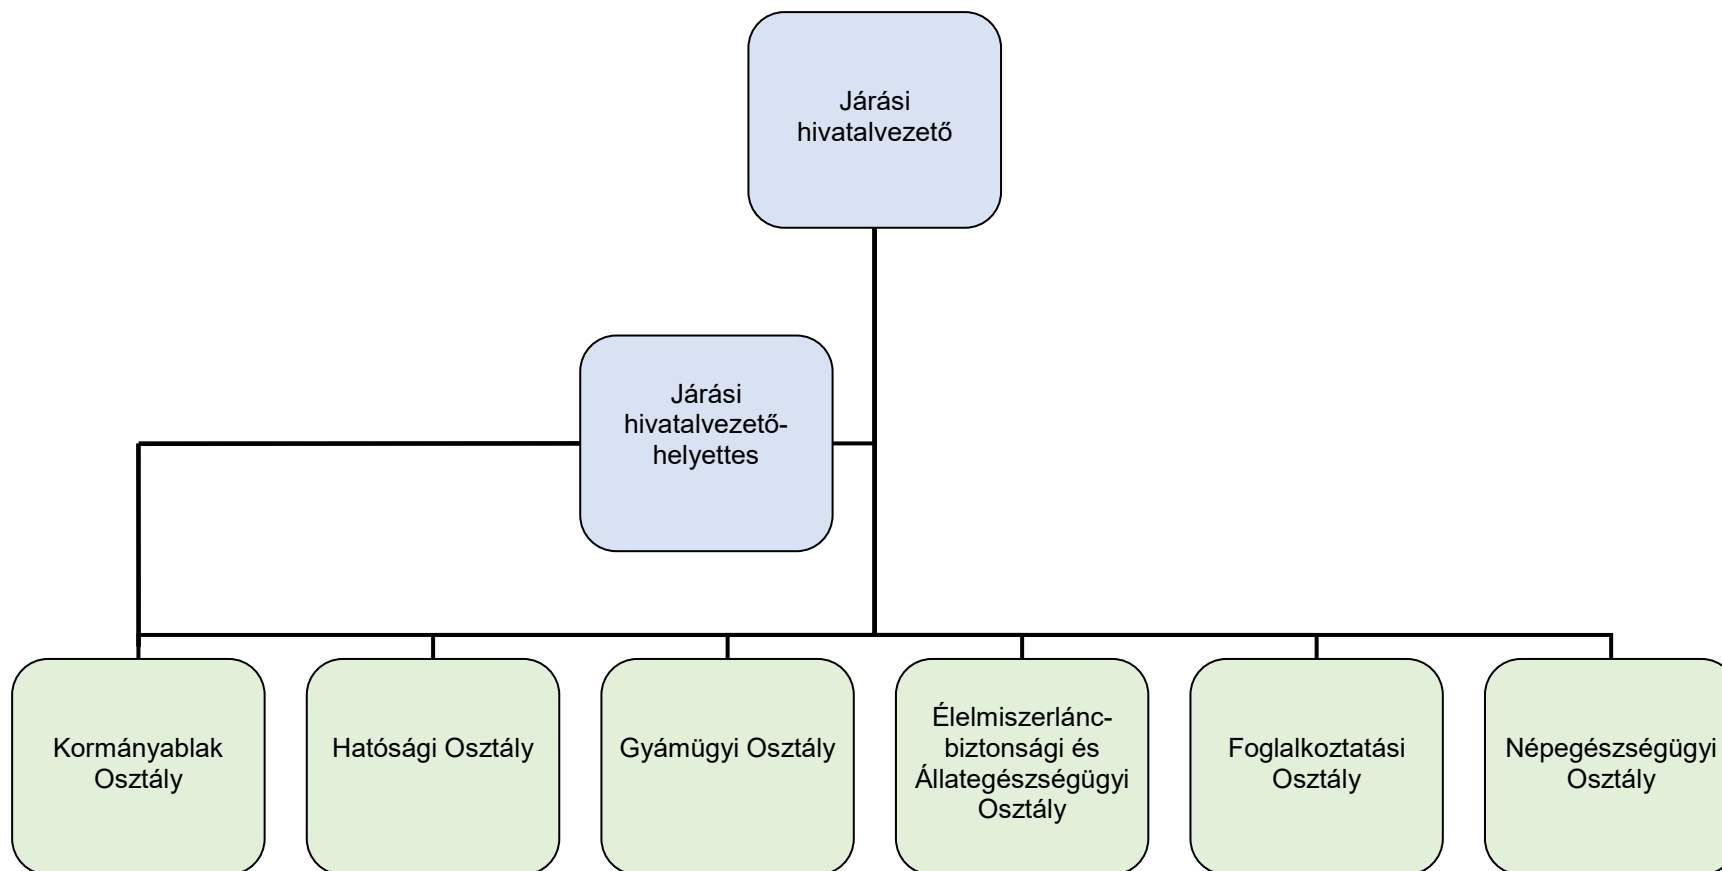 Járási
hivatalvezető
Járási
hivatalvezető-
helyettes
Kormányablak
Osztály
Hatósági Osztály
Gyámügyi Osztály
Élelmiszerlánc-
biztonsági és
Állategészségügyi
Osztály
Foglalkoztatási
Osztály
Népegészségügyi
Osztály